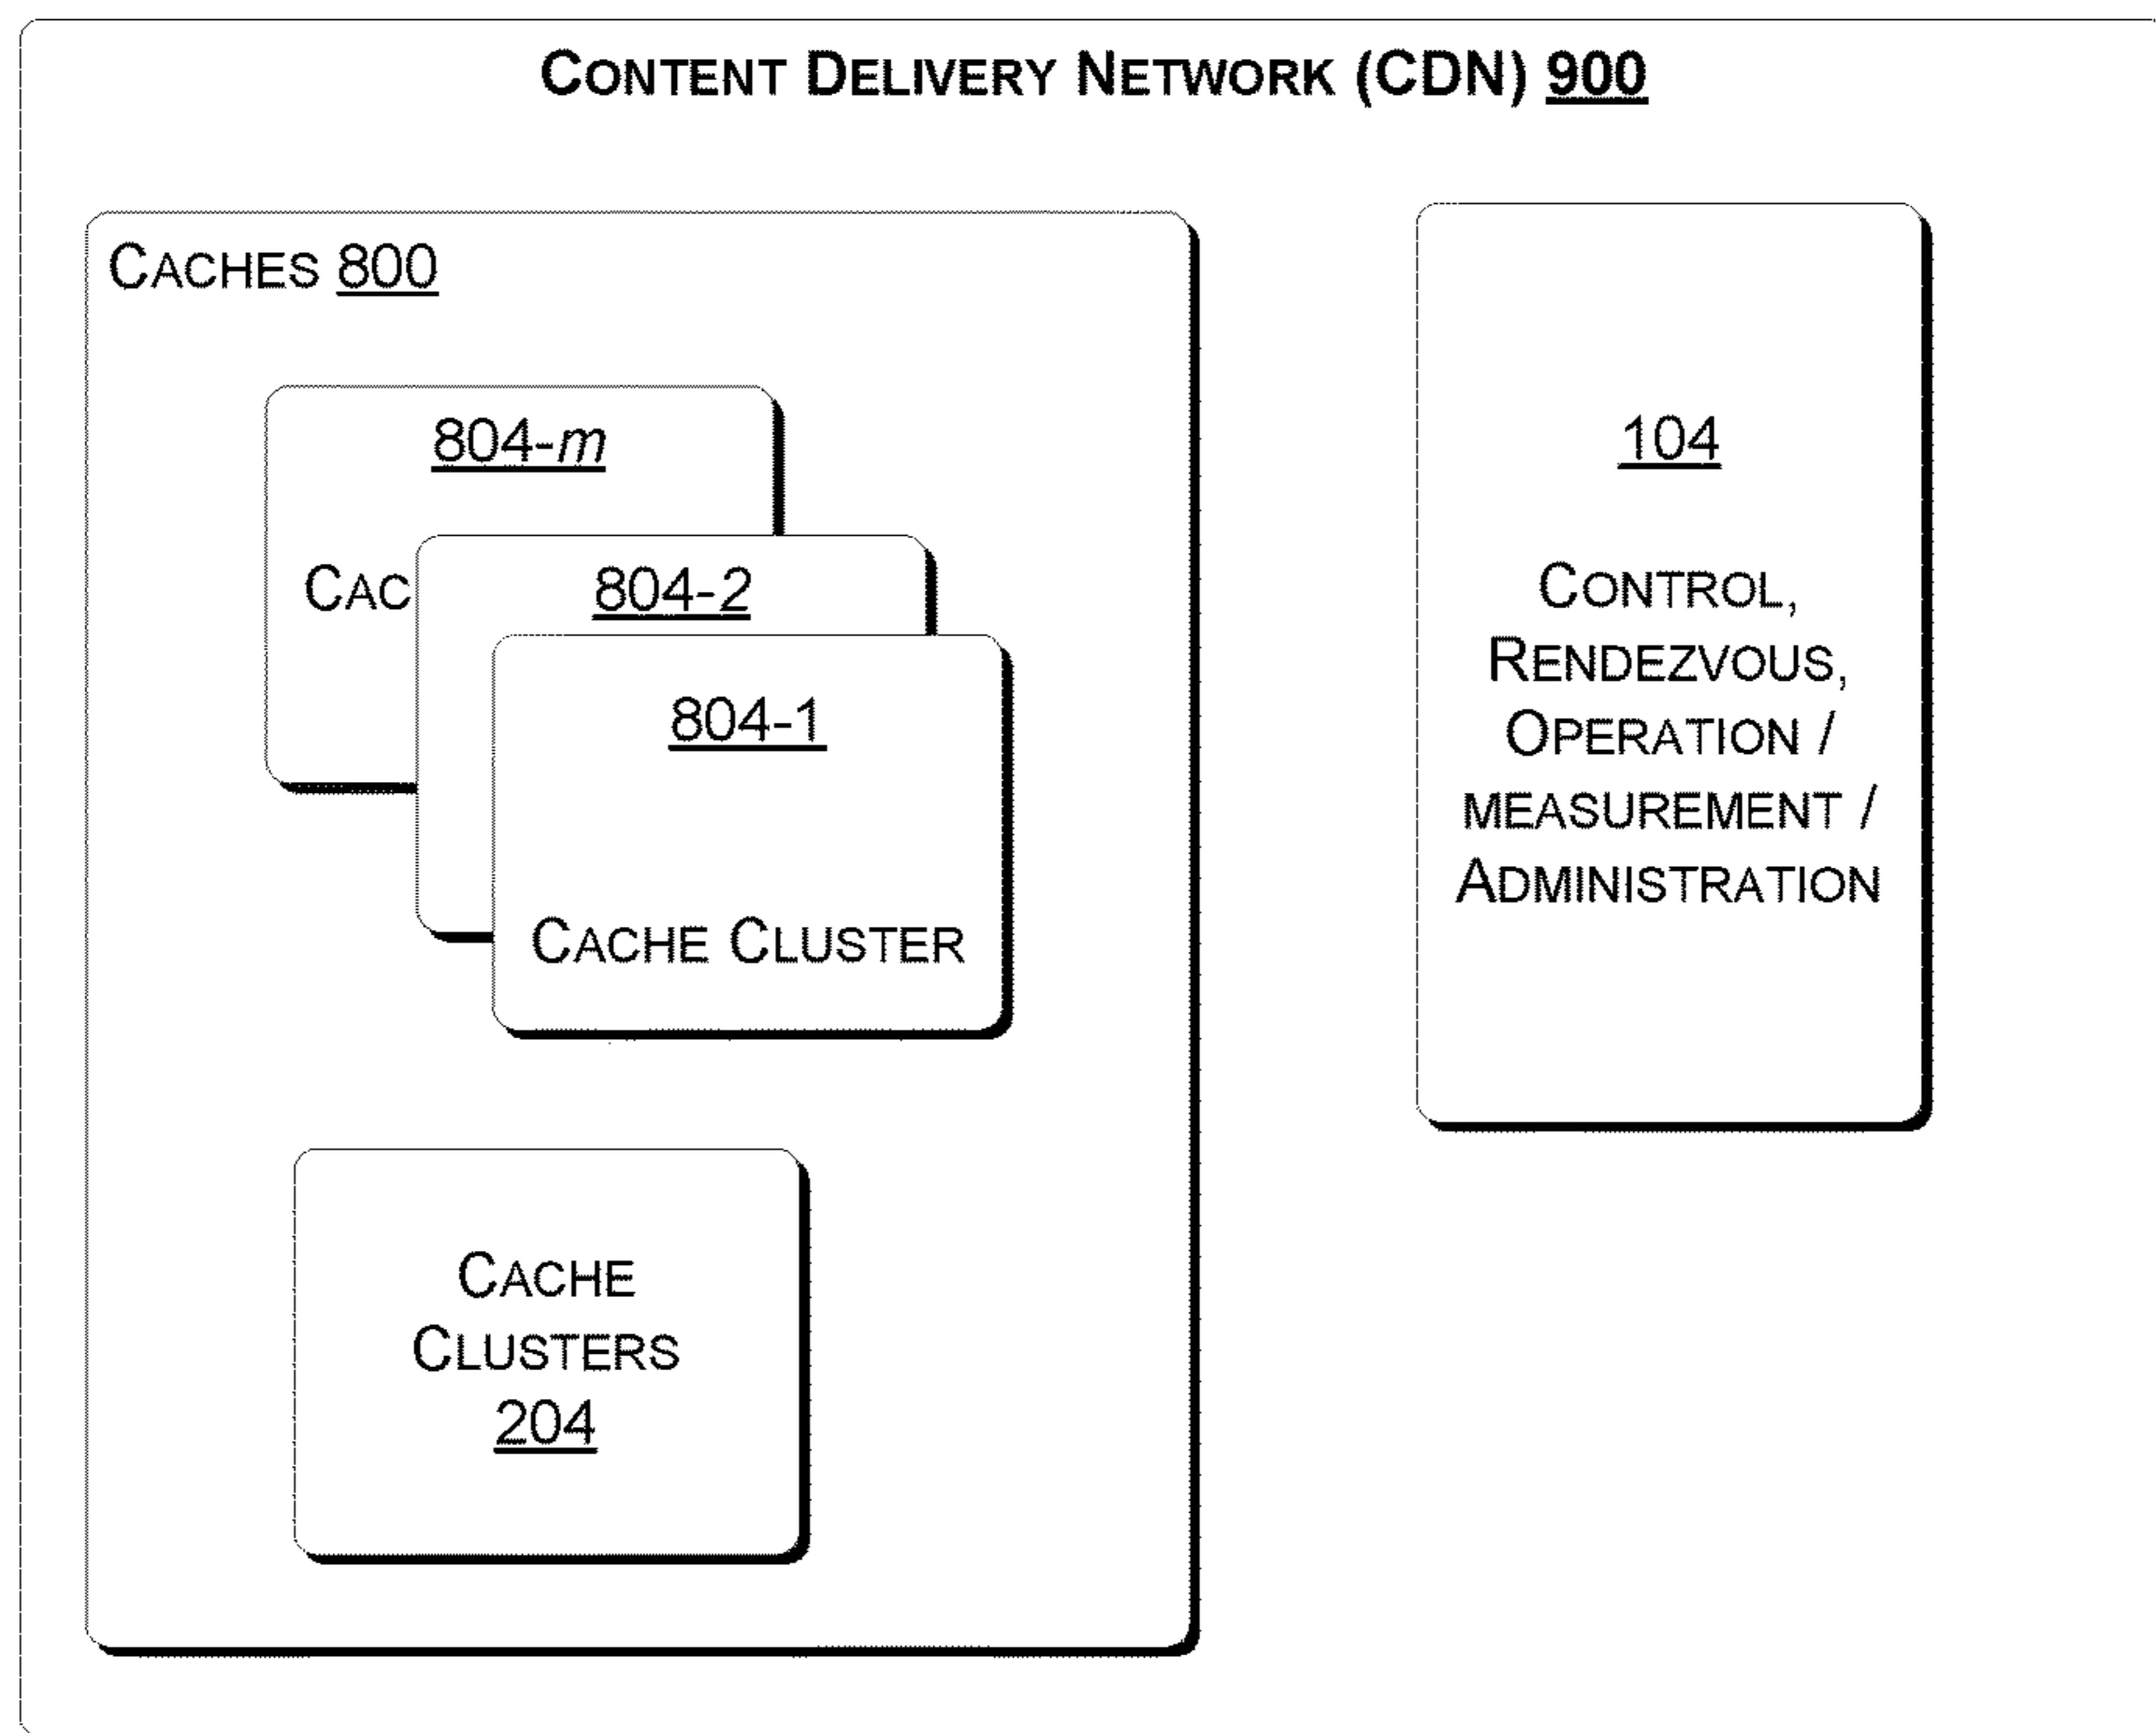 CONTENT DELIVERY NETWORK (CDN) 900
CACHES 800
804-m
CAC
804-2
804-1
CACHE CLUSTER
CACHE
CLUSTERS
204
104
CONTROL,
RENDEZVOUS,
OPERATION /
MEASUREMENT /
ADMINISTRATION